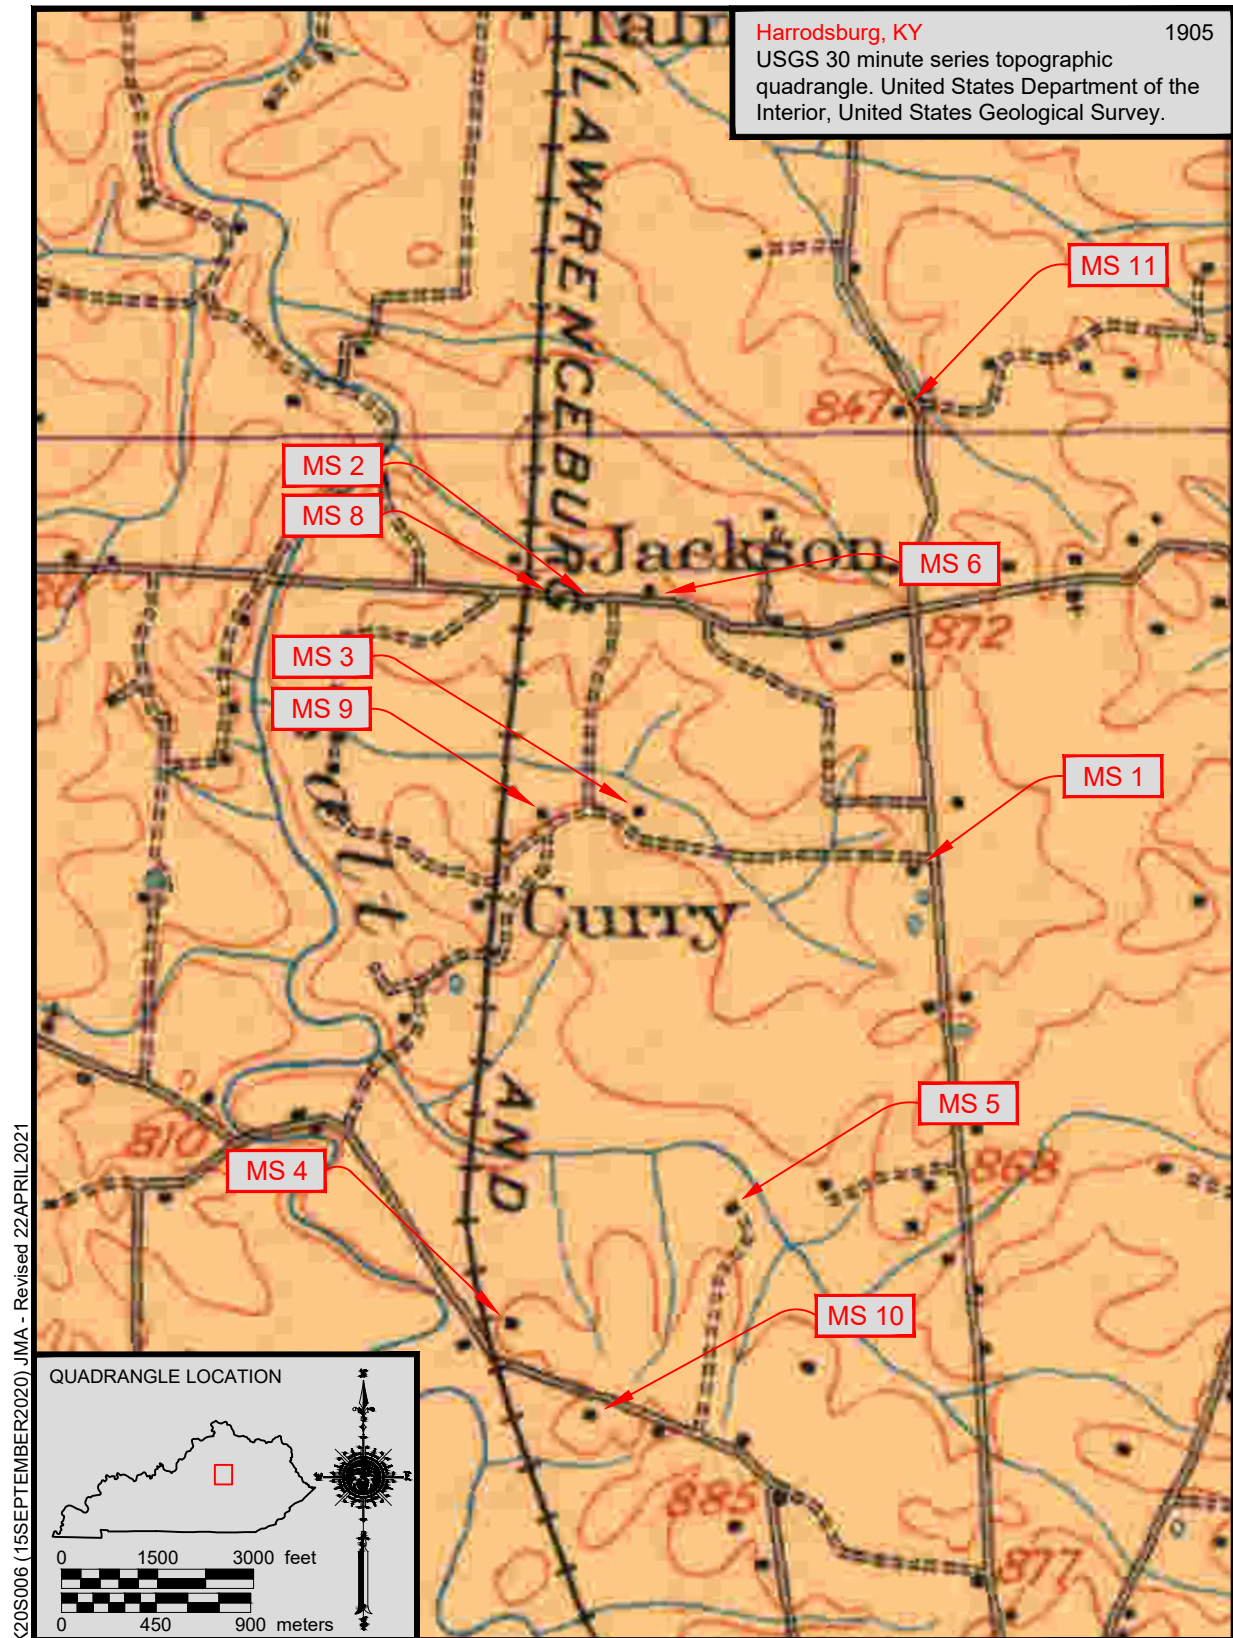 Harrodsburg, KY 1905
USGS 30 minute series topographic
quadrangle. United States Department of the
Interior, United States Geological Survey.
(LAWRENCEBURG
MS 11
847
MS 2
MS 8
Jackson
MS 6
872
MS 3
MS 9
Salt
MS 1
Curry
AND
MS 5
810
868
MS 4
MS 10
885
877
QUADRANGLE LOCATION
0 1500 3000 feet
0 450 900 meters
K20S006 (15SEPTEMBER2020) JMA - Revised 22APRIL2021